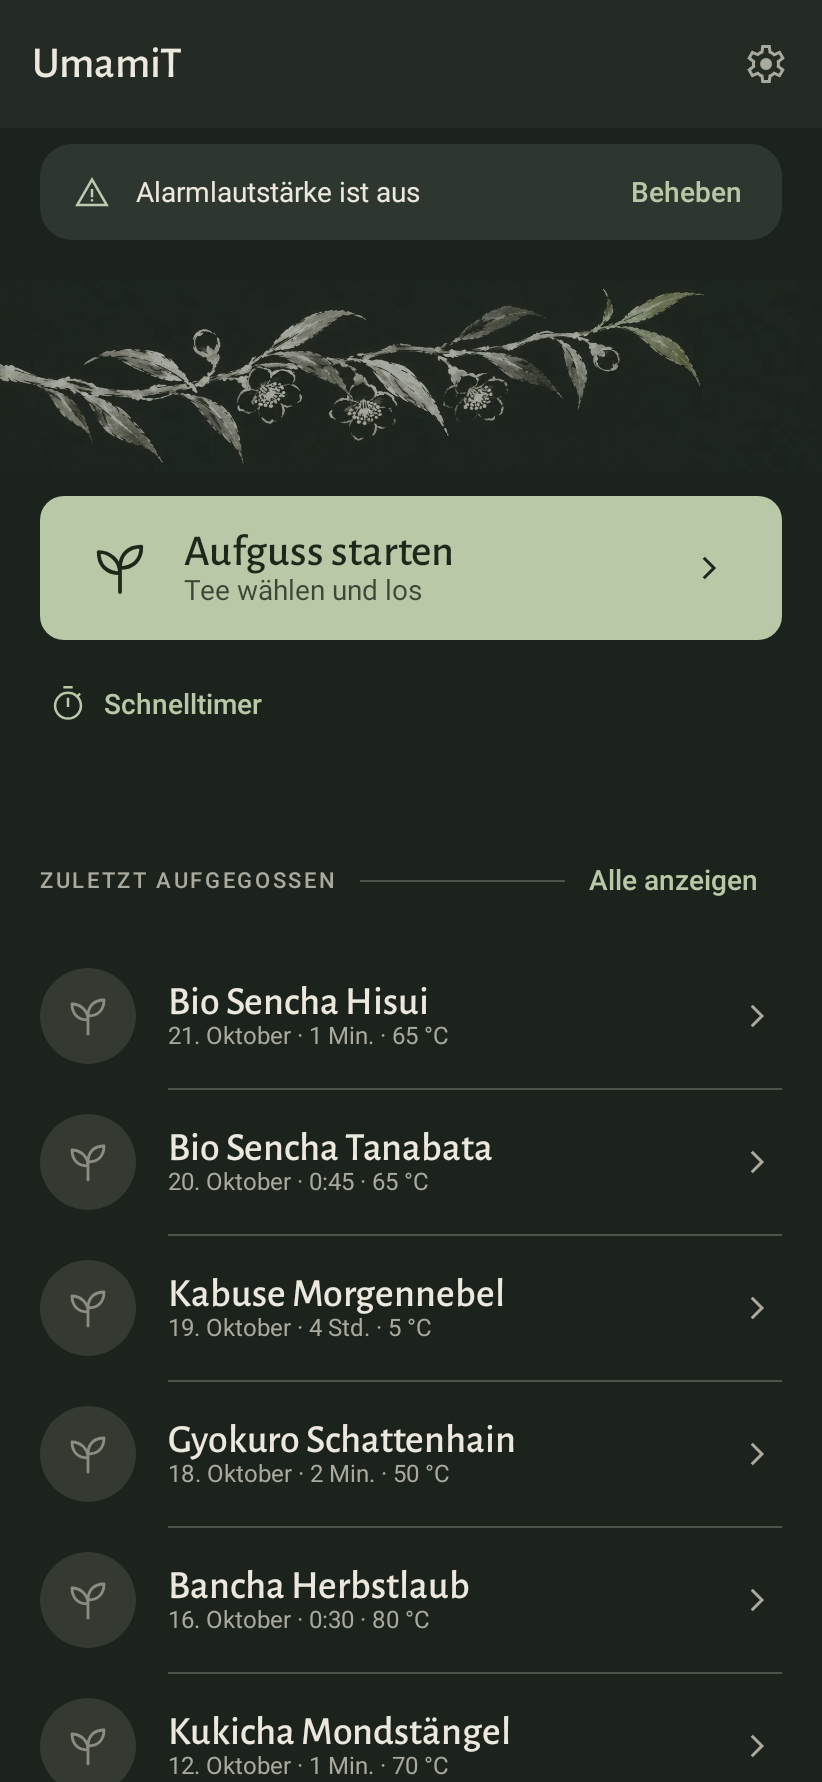 UmamiT
Alarmlautstärke ist aus Beheben
Aufguss starten
Tee wählen und los
Schnelltimer
ZULETZT AUFGEGOSSEN Alle anzeigen
Bio Sencha Hisui
21. Oktober · 1 Min. · 65 °C
Bio Sencha Tanabata
20. Oktober · 0:45 · 65 °C
Kabuse Morgennebel
19. Oktober · 4 Std. · 5 °C
Gyokuro Schattenhain
18. Oktober · 2 Min. · 50 °C
Bancha Herbstlaub
16. Oktober · 0:30 · 80 °C
Kukicha Mondstängel
12. Oktober · 1 Min. · 70 °C